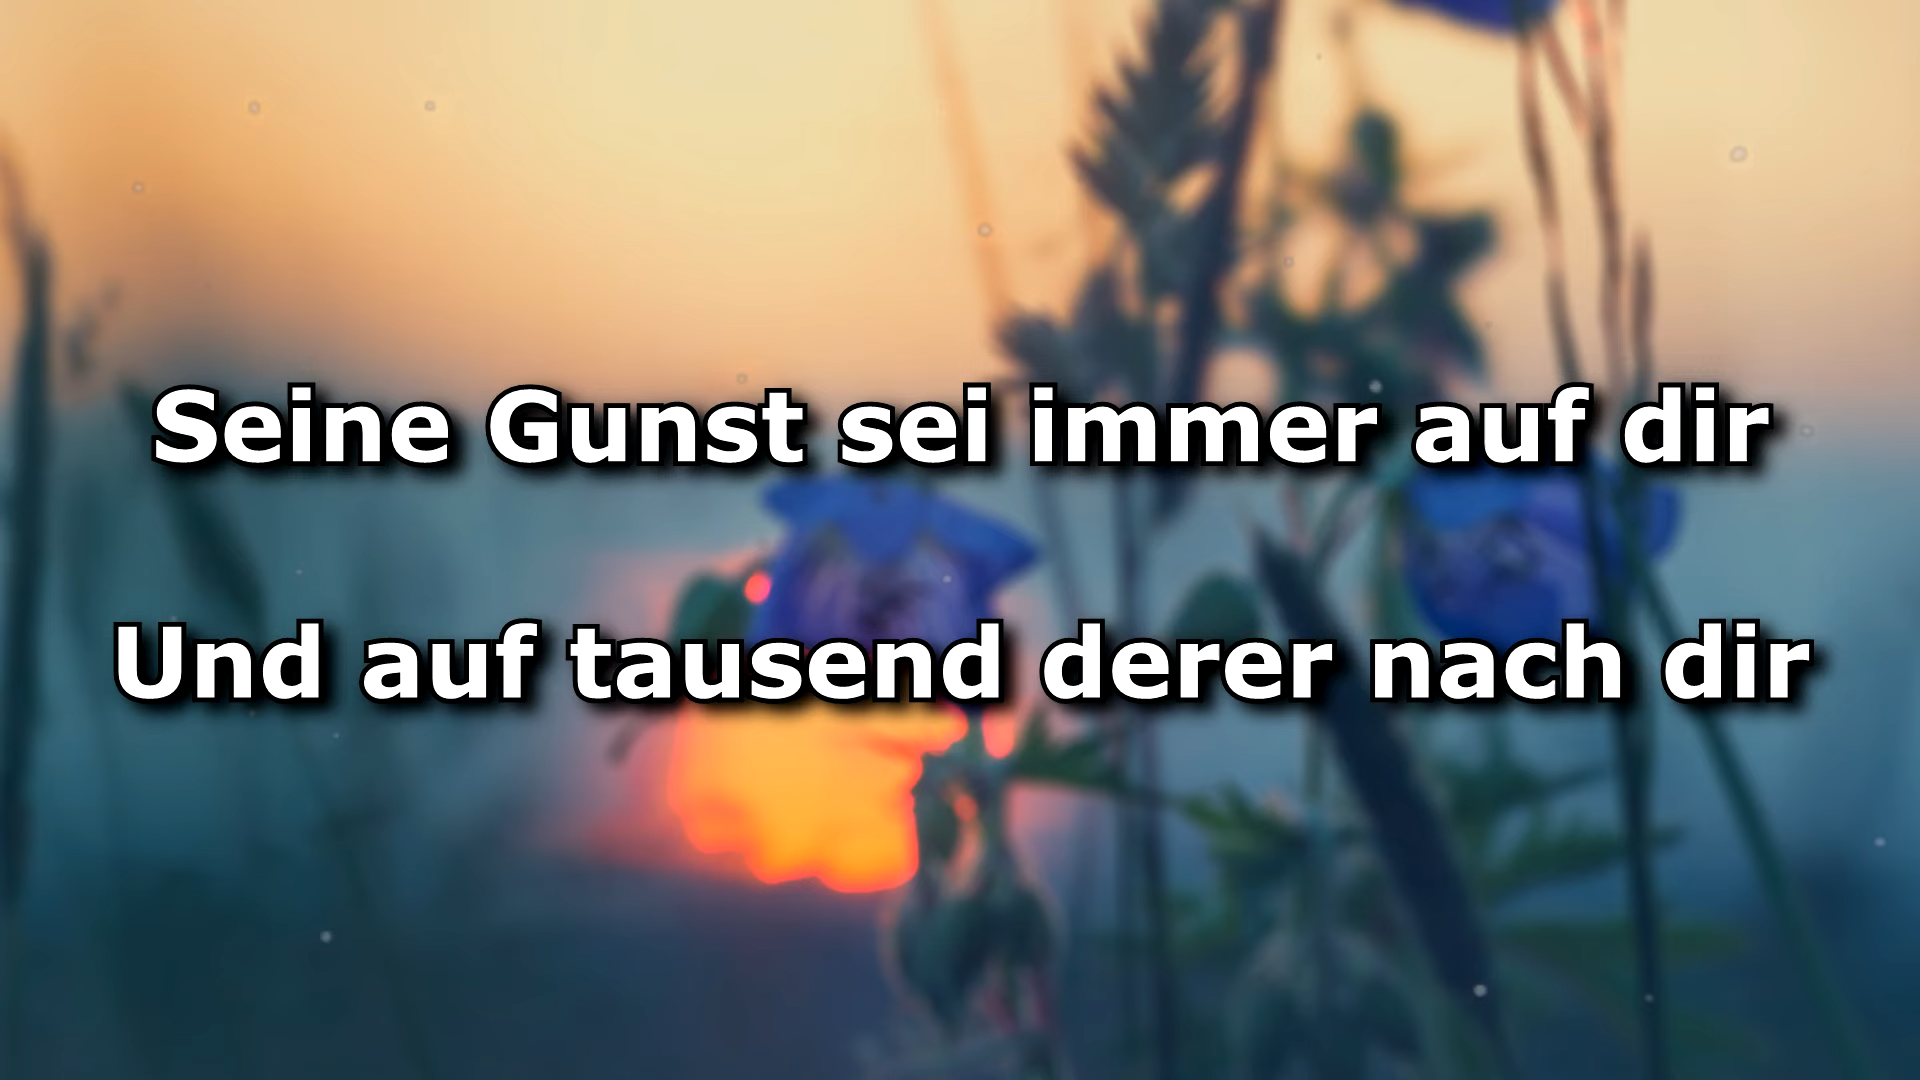 Seine Gunst sei immer auf dir
Und auf tausend derer nach dir